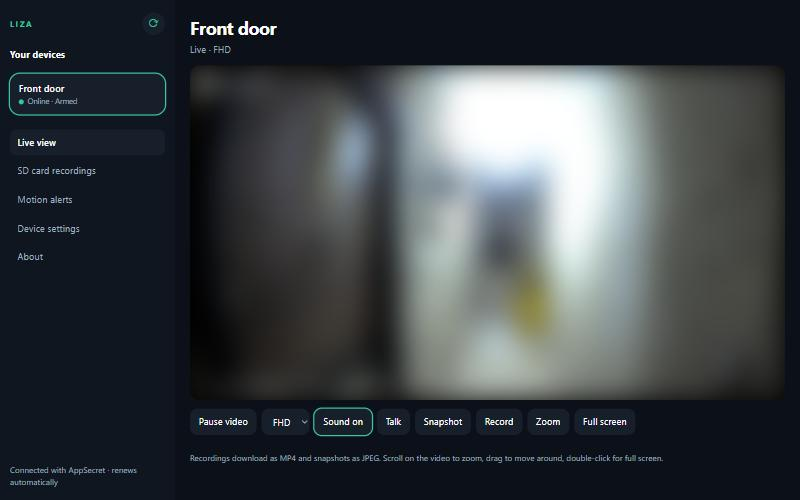 LIZA
Your devices
Front door
Online · Armed
Live view
SD card recordings
Motion alerts
Device settings
About
Connected with AppSecret · renews
automatically
Front door
Live · FHD
Pause video
FHD
Sound on
Talk
Snapshot
Record
Zoom
Full screen
Recordings download as MP4 and snapshots as JPEG. Scroll on the video to zoom, drag to move around, double-click for full screen.